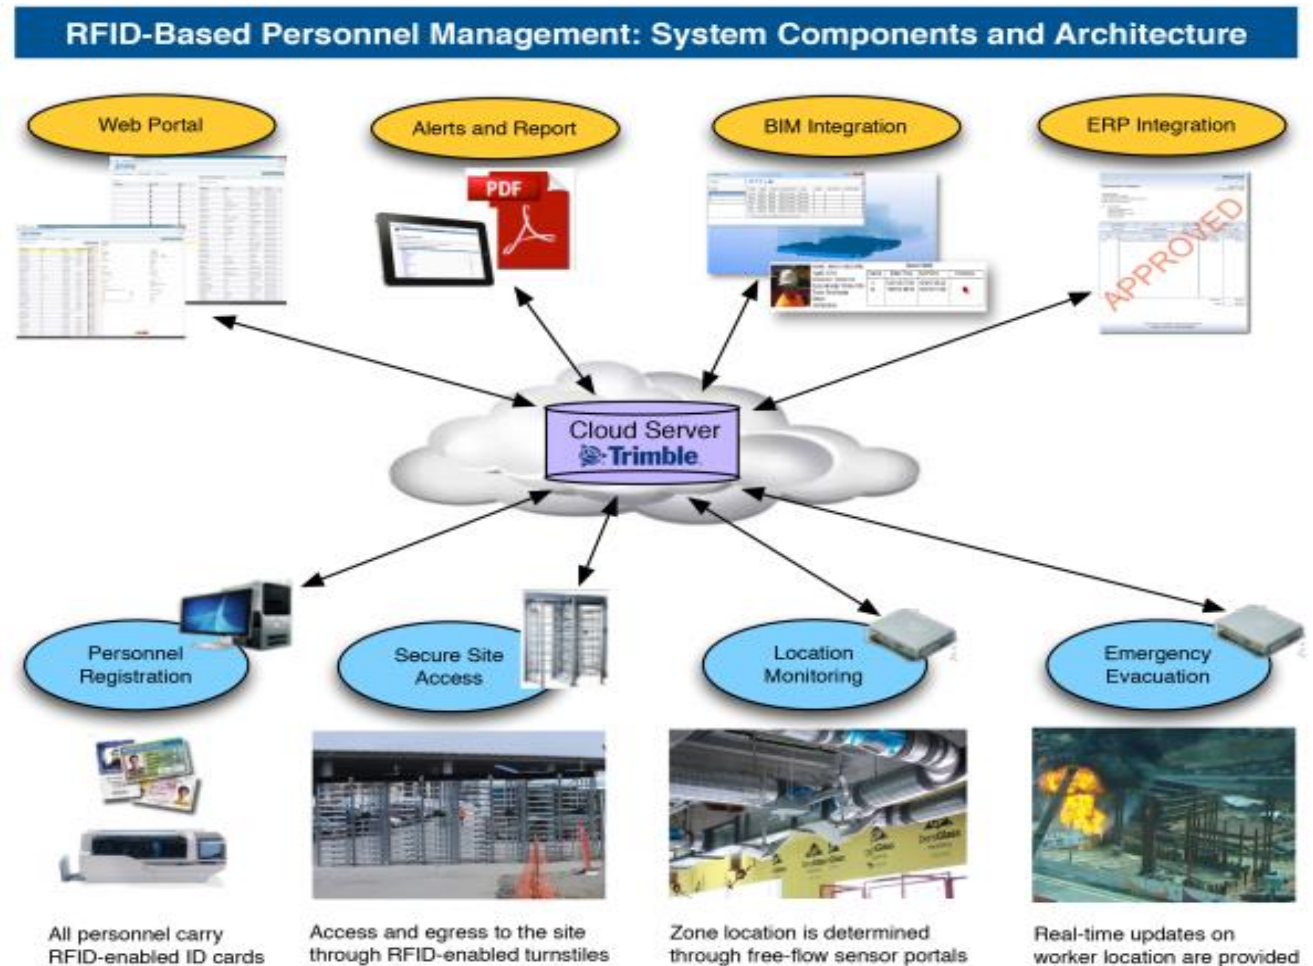 RFID-Based Personnel Management: System Components and Architecture
Web Portal
Alerts and Report
BIM Integration
ERP Integration
PDF
APPROVED
Cloud Server
Trimble
Personnel
Registration
Secure Site
Access
Location
Monitoring
Emergency
Evacuation
All personnel carry
RFID-enabled ID cards
Access and egress to the site
through RFID-enabled turnstiles
Zone location is determined
through free-flow sensor portals
Real-time updates on
worker location are provided